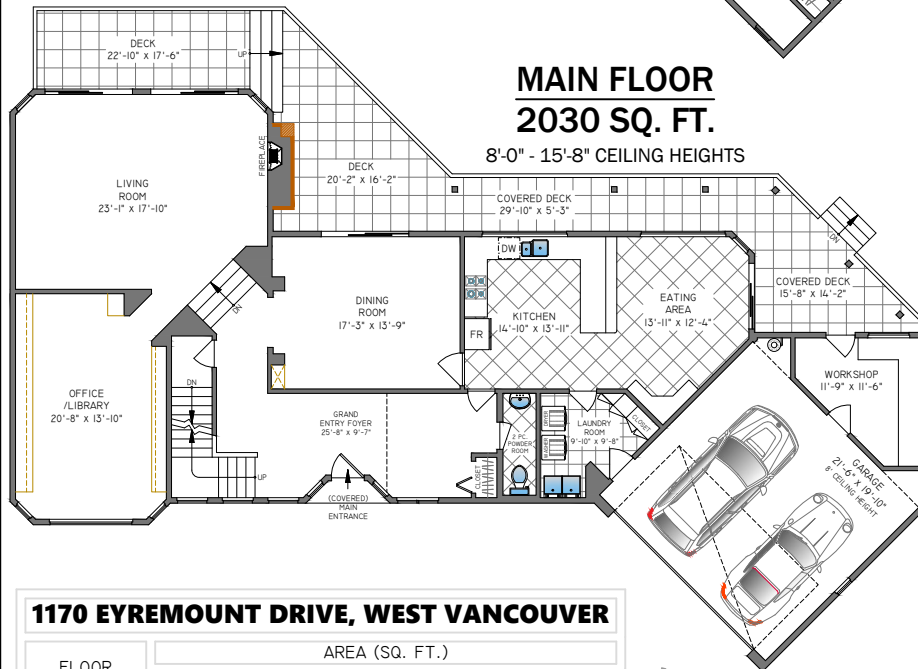 DECK
22'-10" x 17'-6"
UP
MAIN FLOOR
2030 SQ. FT.
8'-0" - 15'-8" CEILING HEIGHTS
FIREPLACE
DECK
20'-2" x 16'-2"
LIVING
ROOM
23'-1" x 17'-10"
COVERED DECK
29'-10" x 5'-3"
DN
DW
COVERED DECK
15'-8" x 14'-2"
DN
DINING
ROOM
17'-3" x 13'-9"
KITCHEN
14'-10" x 13'-11"
FR
EATING
AREA
13'-11" x 12'-4"
WORKSHOP
11'-9" x 11'-6"
OFFICE
/LIBRARY
20'-8" x 13'-10"
DN
UP
GRAND
ENTRY FOYER
25'-8" x 9'-7"
CLOSET
2 PC.
POWDER
ROOM
DRYER
WASHER
LAUNDRY
ROOM
9'-10" x 9'-8"
CLOSET
GARAGE
21'-6" x 19'-10"
CEILING HEIGHT
(COVERED)
MAIN
ENTRANCE
1170 EYREMOUNT DRIVE, WEST VANCOUVER
FLOOR
AREA (SQ. FT.)